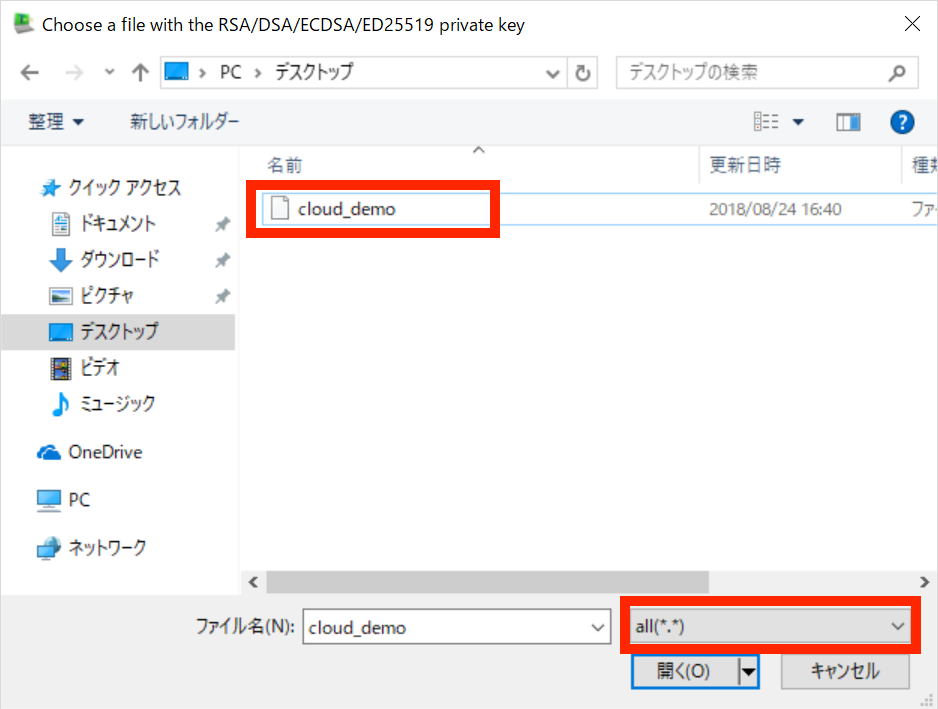 Choose a file with the RSA/DSA/ECDSA/ED25519 private key
PC > デスクトップ
デスクトップの検索
整理
新しいフォルダー
名前
更新日時
クイック アクセス
ドキュメント
ダウンロード
ピクチャ
デスクトップ
ビデオ
ミュージック
OneDrive
PC
ネットワーク
cloud_demo
2018/08/24 16:40
ファイル名(N):
cloud_demo
all(*.*)
開く(O)
キャンセル